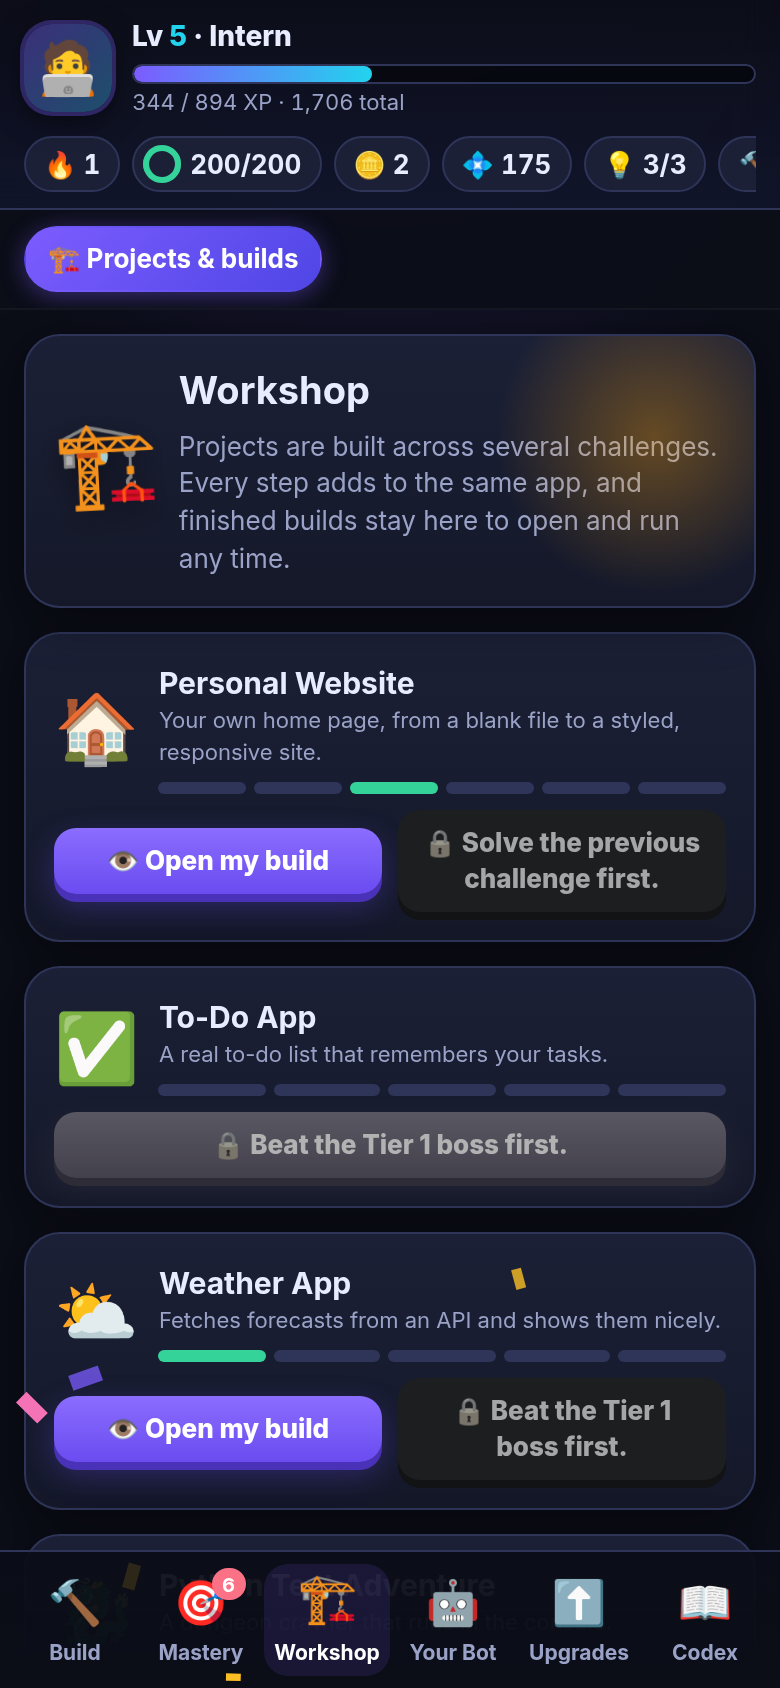 Lv 5 · Intern
344 / 894 XP · 1,706 total
1 200/200 2 175 3/3
Projects & builds
Workshop
Projects are built across several challenges.
Every step adds to the same app, and
finished builds stay here to open and run
any time.
Personal Website
Your own home page, from a blank file to a styled,
responsive site.
Open my build
Solve the previous
challenge first.
To-Do App
A real to-do list that remembers your tasks.
Beat the Tier 1 boss first.
Weather App
Fetches forecasts from an API and shows them nicely.
Open my build
Beat the Tier 1
boss first.
6
Build Mastery Workshop Your Bot Upgrades Codex